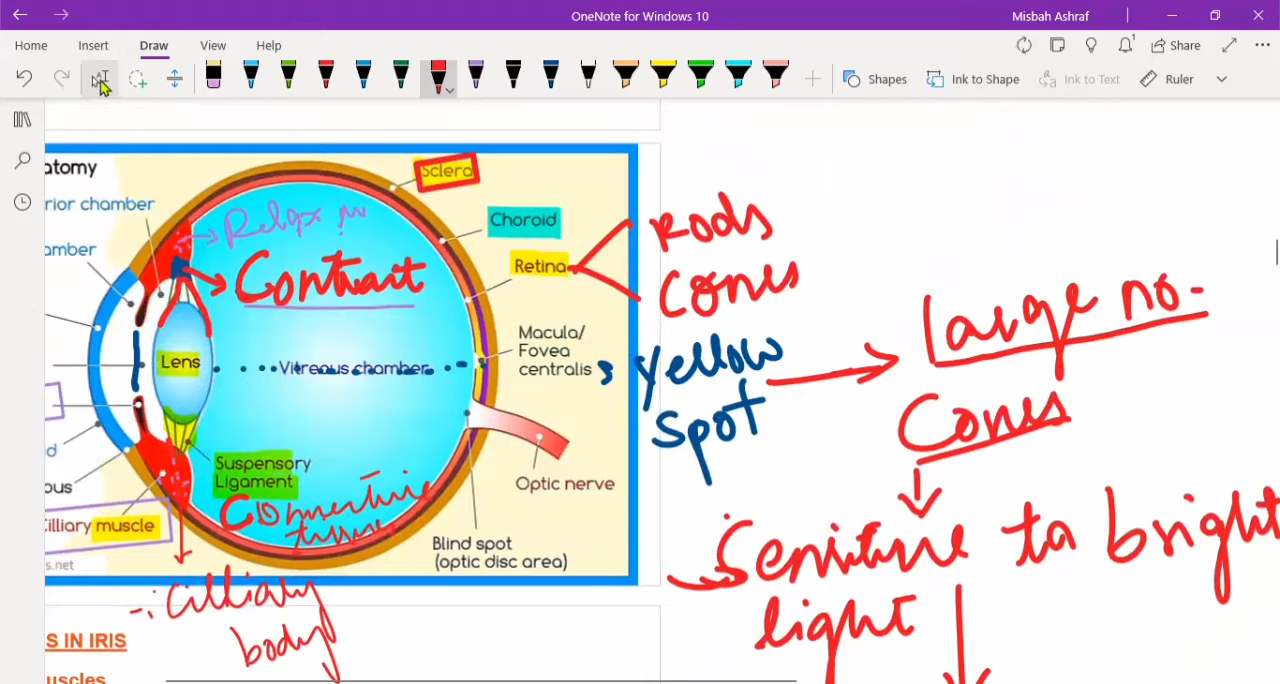 OneNote for Windows 10
Misbah Ashraf
Home Insert Draw View Help
Share
Shapes
Ink to Shape
Ink to Text
Ruler
atomy
rior chamber
amber
Relax
Contract
Lens
Vitreous chamber
Suspensory
Ligament
Connective
tissue
ous
Cilliary muscle
s.net
Sclera
Choroid
Retina
Macula/
Fovea
centralis
Optic nerve
Blind spot
(optic disc area)
Rods
Cones
Yellow
Spot
Large no.
Cones
Sensitive to bright
light
Cilliary
body
S IN IRIS
uscles